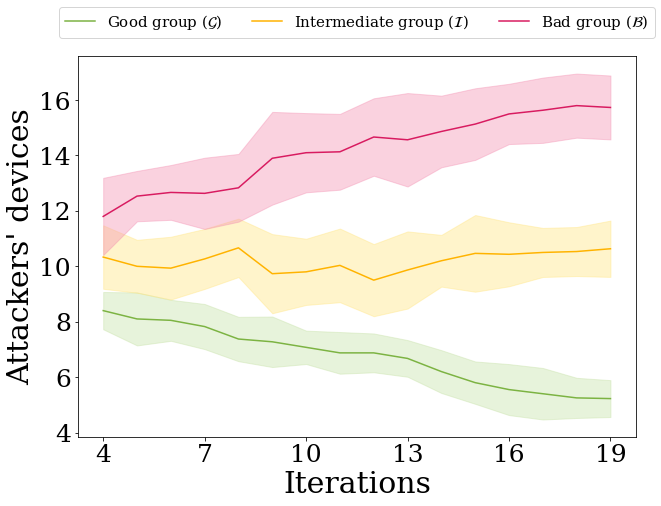 Good group (𝒢) Intermediate group (ℐ) Bad group (ℬ)
Attackers' devices
16
14
12
10
8
6
4
4 7 10 13 16 19
Iterations